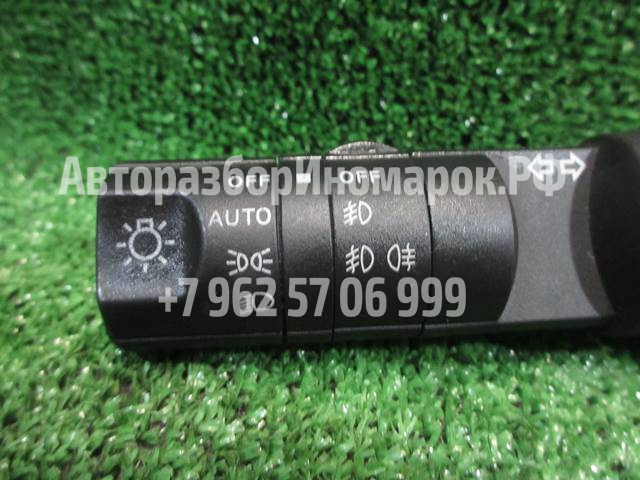 АвторазборИномарок.РФ
OFF OFF
AUTO
+7 962 57 06 999